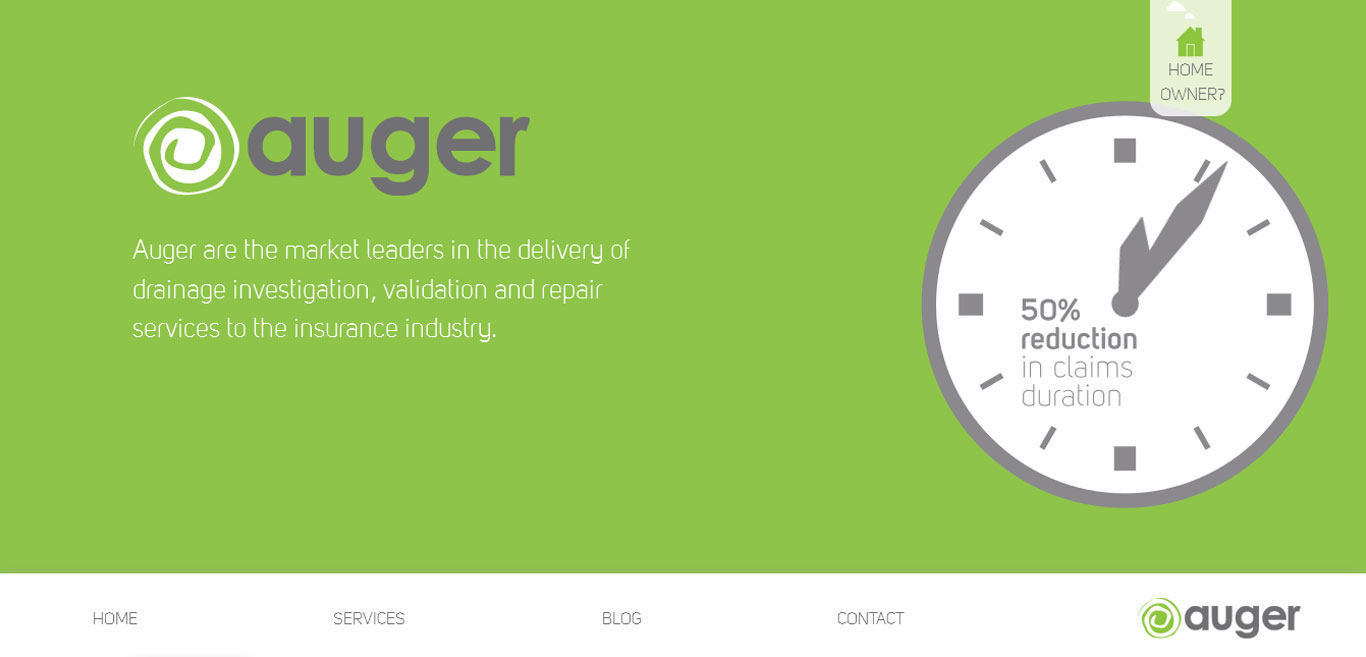 HOME
OWNER?
auger
Auger are the market leaders in the delivery of
drainage investigation, validation and repair
services to the insurance industry.
50%
reduction
in claims
duration
HOME
SERVICES
BLOG
CONTACT
auger